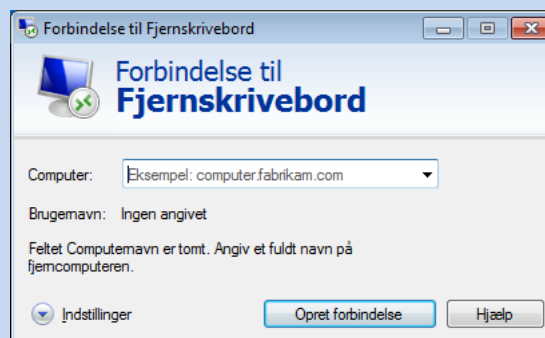 Forbindelse til Fjernskrivebord
Forbindelse til
Fjernskrivebord
Computer: Eksempel: computer.fabrikam.com
Brugernavn: Ingen angivet
Feltet Computernavn er tomt. Angiv et fuldt navn på
fjerncomputeren.
Indstillinger Opret forbindelse Hjælp